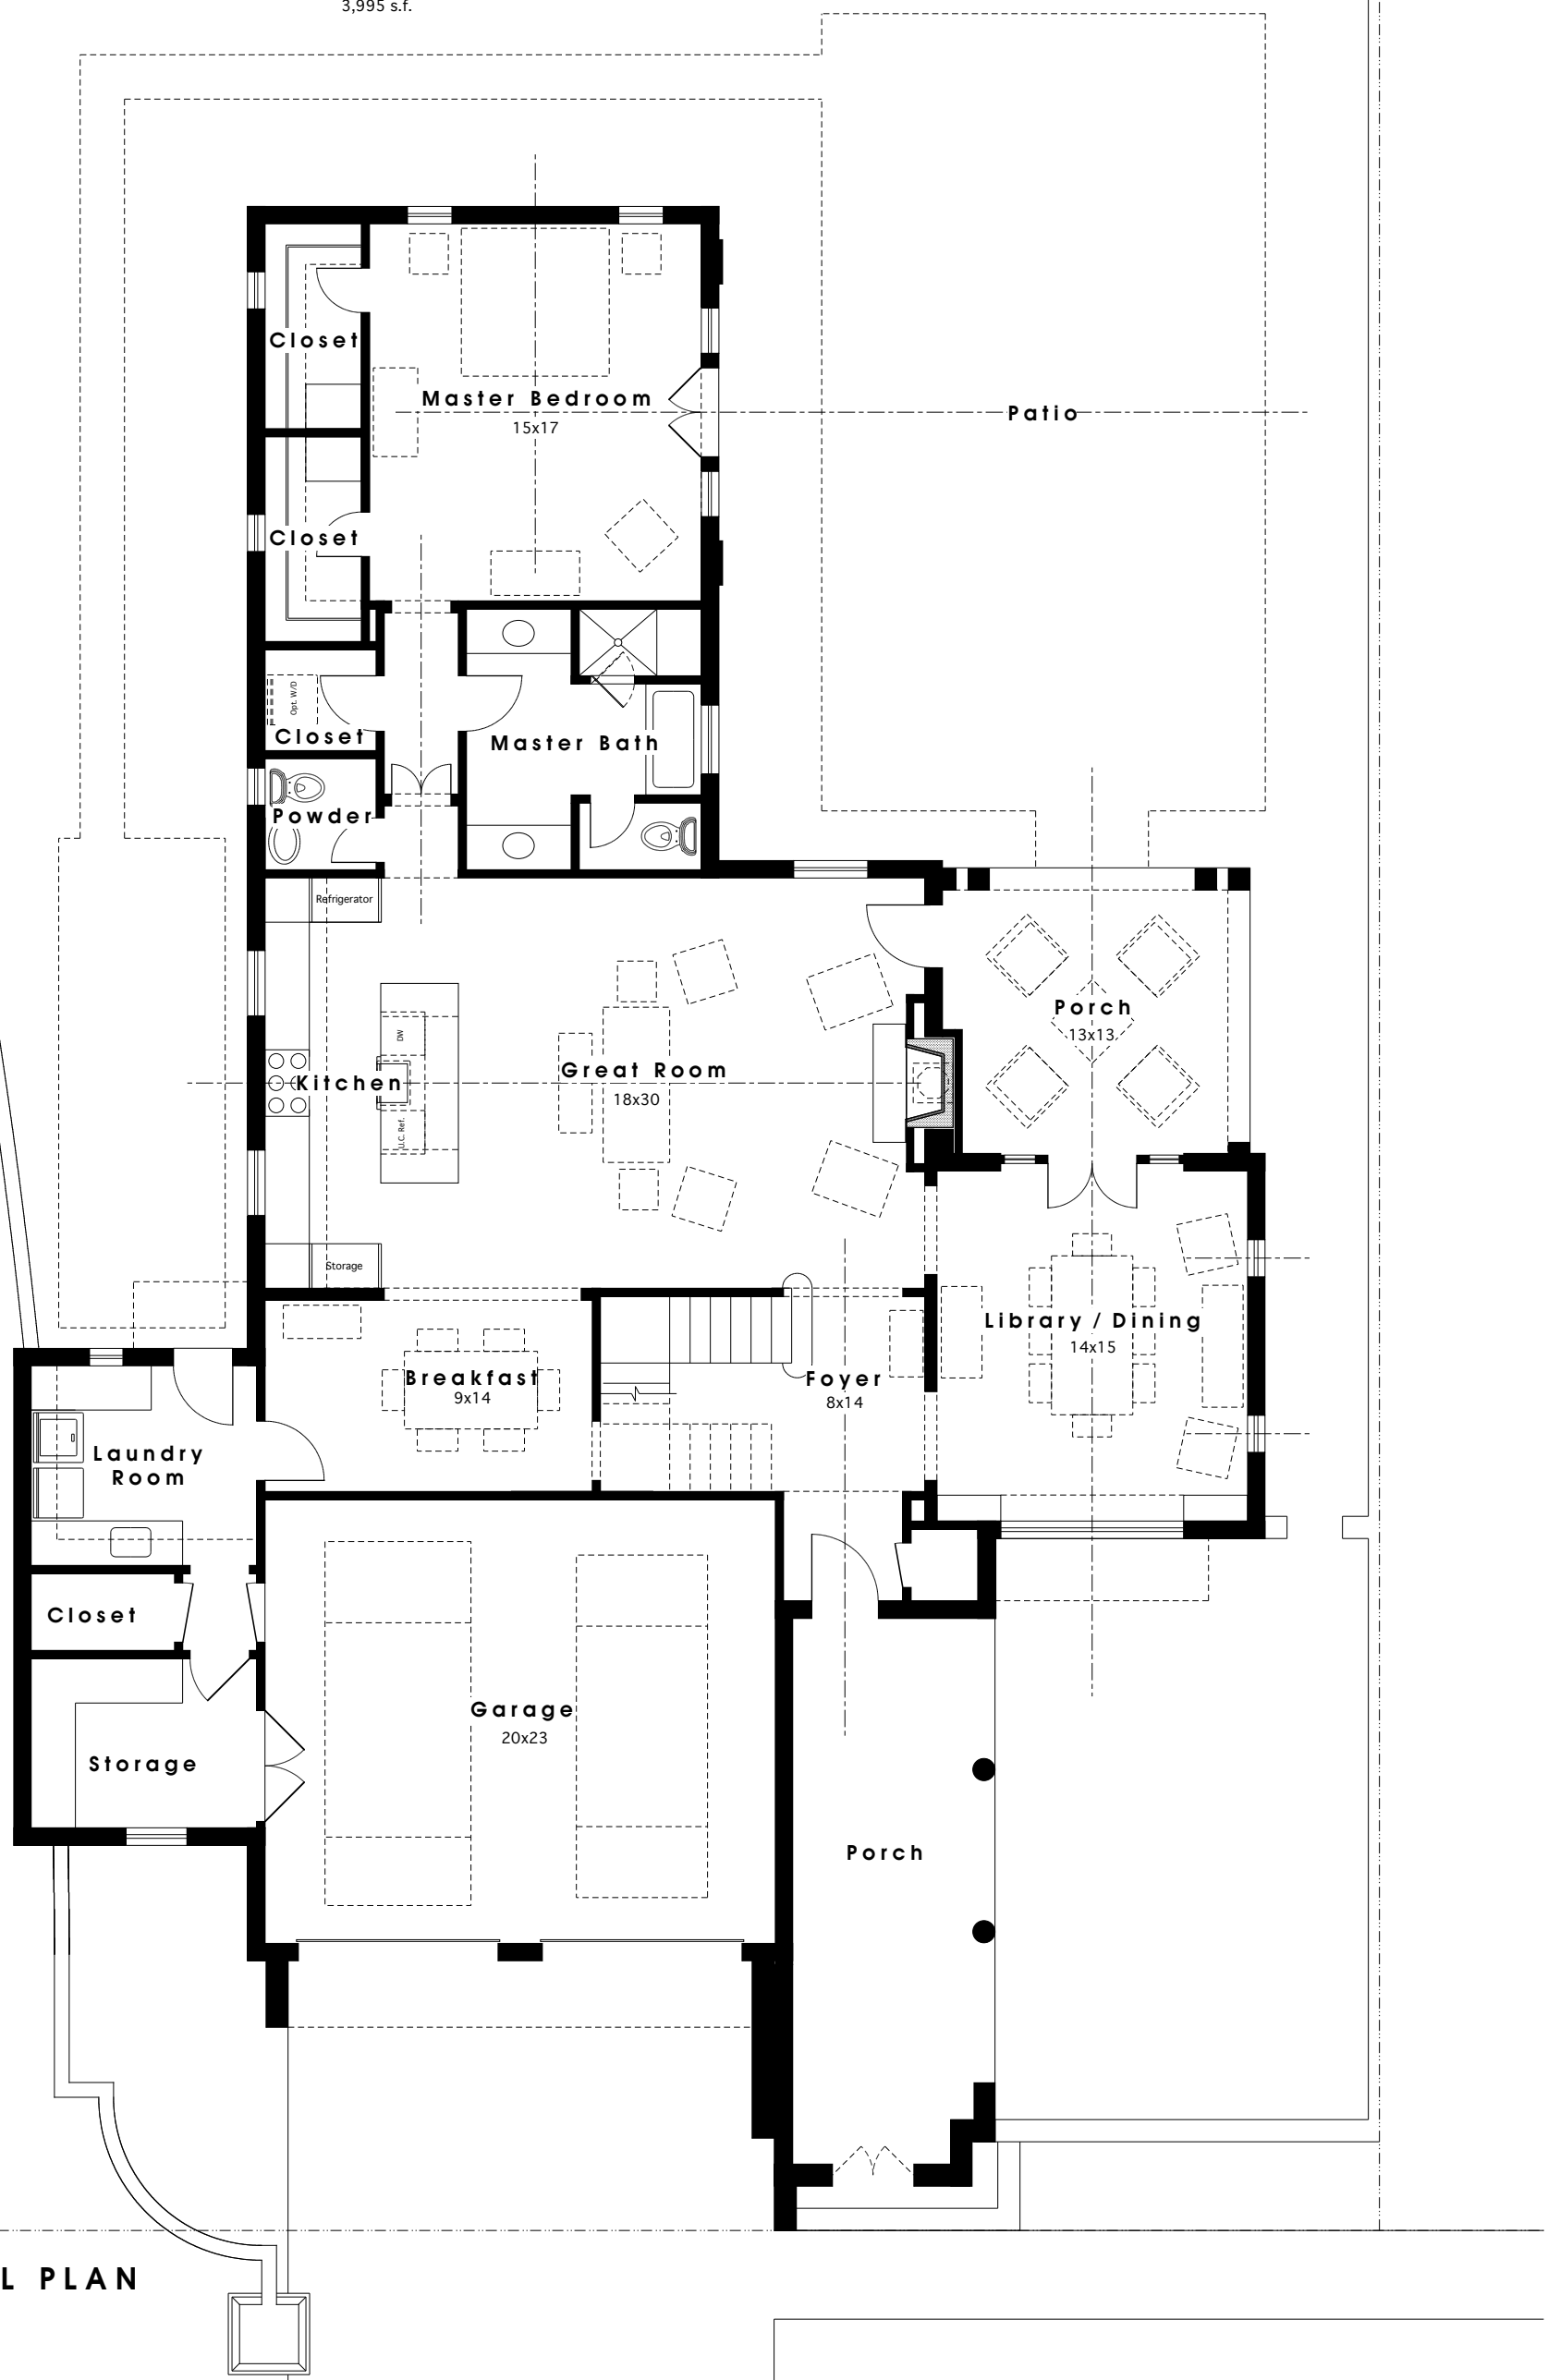 3,995 s.f.
Closet
Master Bedroom
15x17
Patio
Closet
Opt. W/D
Closet
Master Bath
Powder
Refrigerator
DW
Porch
13x13
Kitchen
Great Room
18x30
U.C. Ref.
Storage
Library / Dining
14x15
Breakfast
9x14
Foyer
8x14
Laundry
Room
Closet
Garage
20x23
Storage
Porch
L PLAN